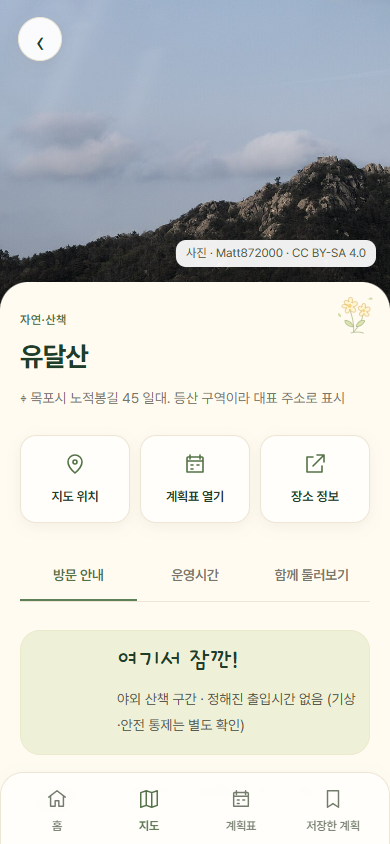 사진 · Matt872000 · CC BY-SA 4.0
자연·산책
유달산
목포시 노적봉길 45 일대. 등산 구역이라 대표 주소로 표시
지도 위치
계획표 열기
장소 정보
방문 안내
운영시간
함께 둘러보기
여기서 잠깐!
야외 산책 구간 · 정해진 출입시간 없음 (기상
·안전 통제는 별도 확인)
홈
지도
계획표
저장한 계획